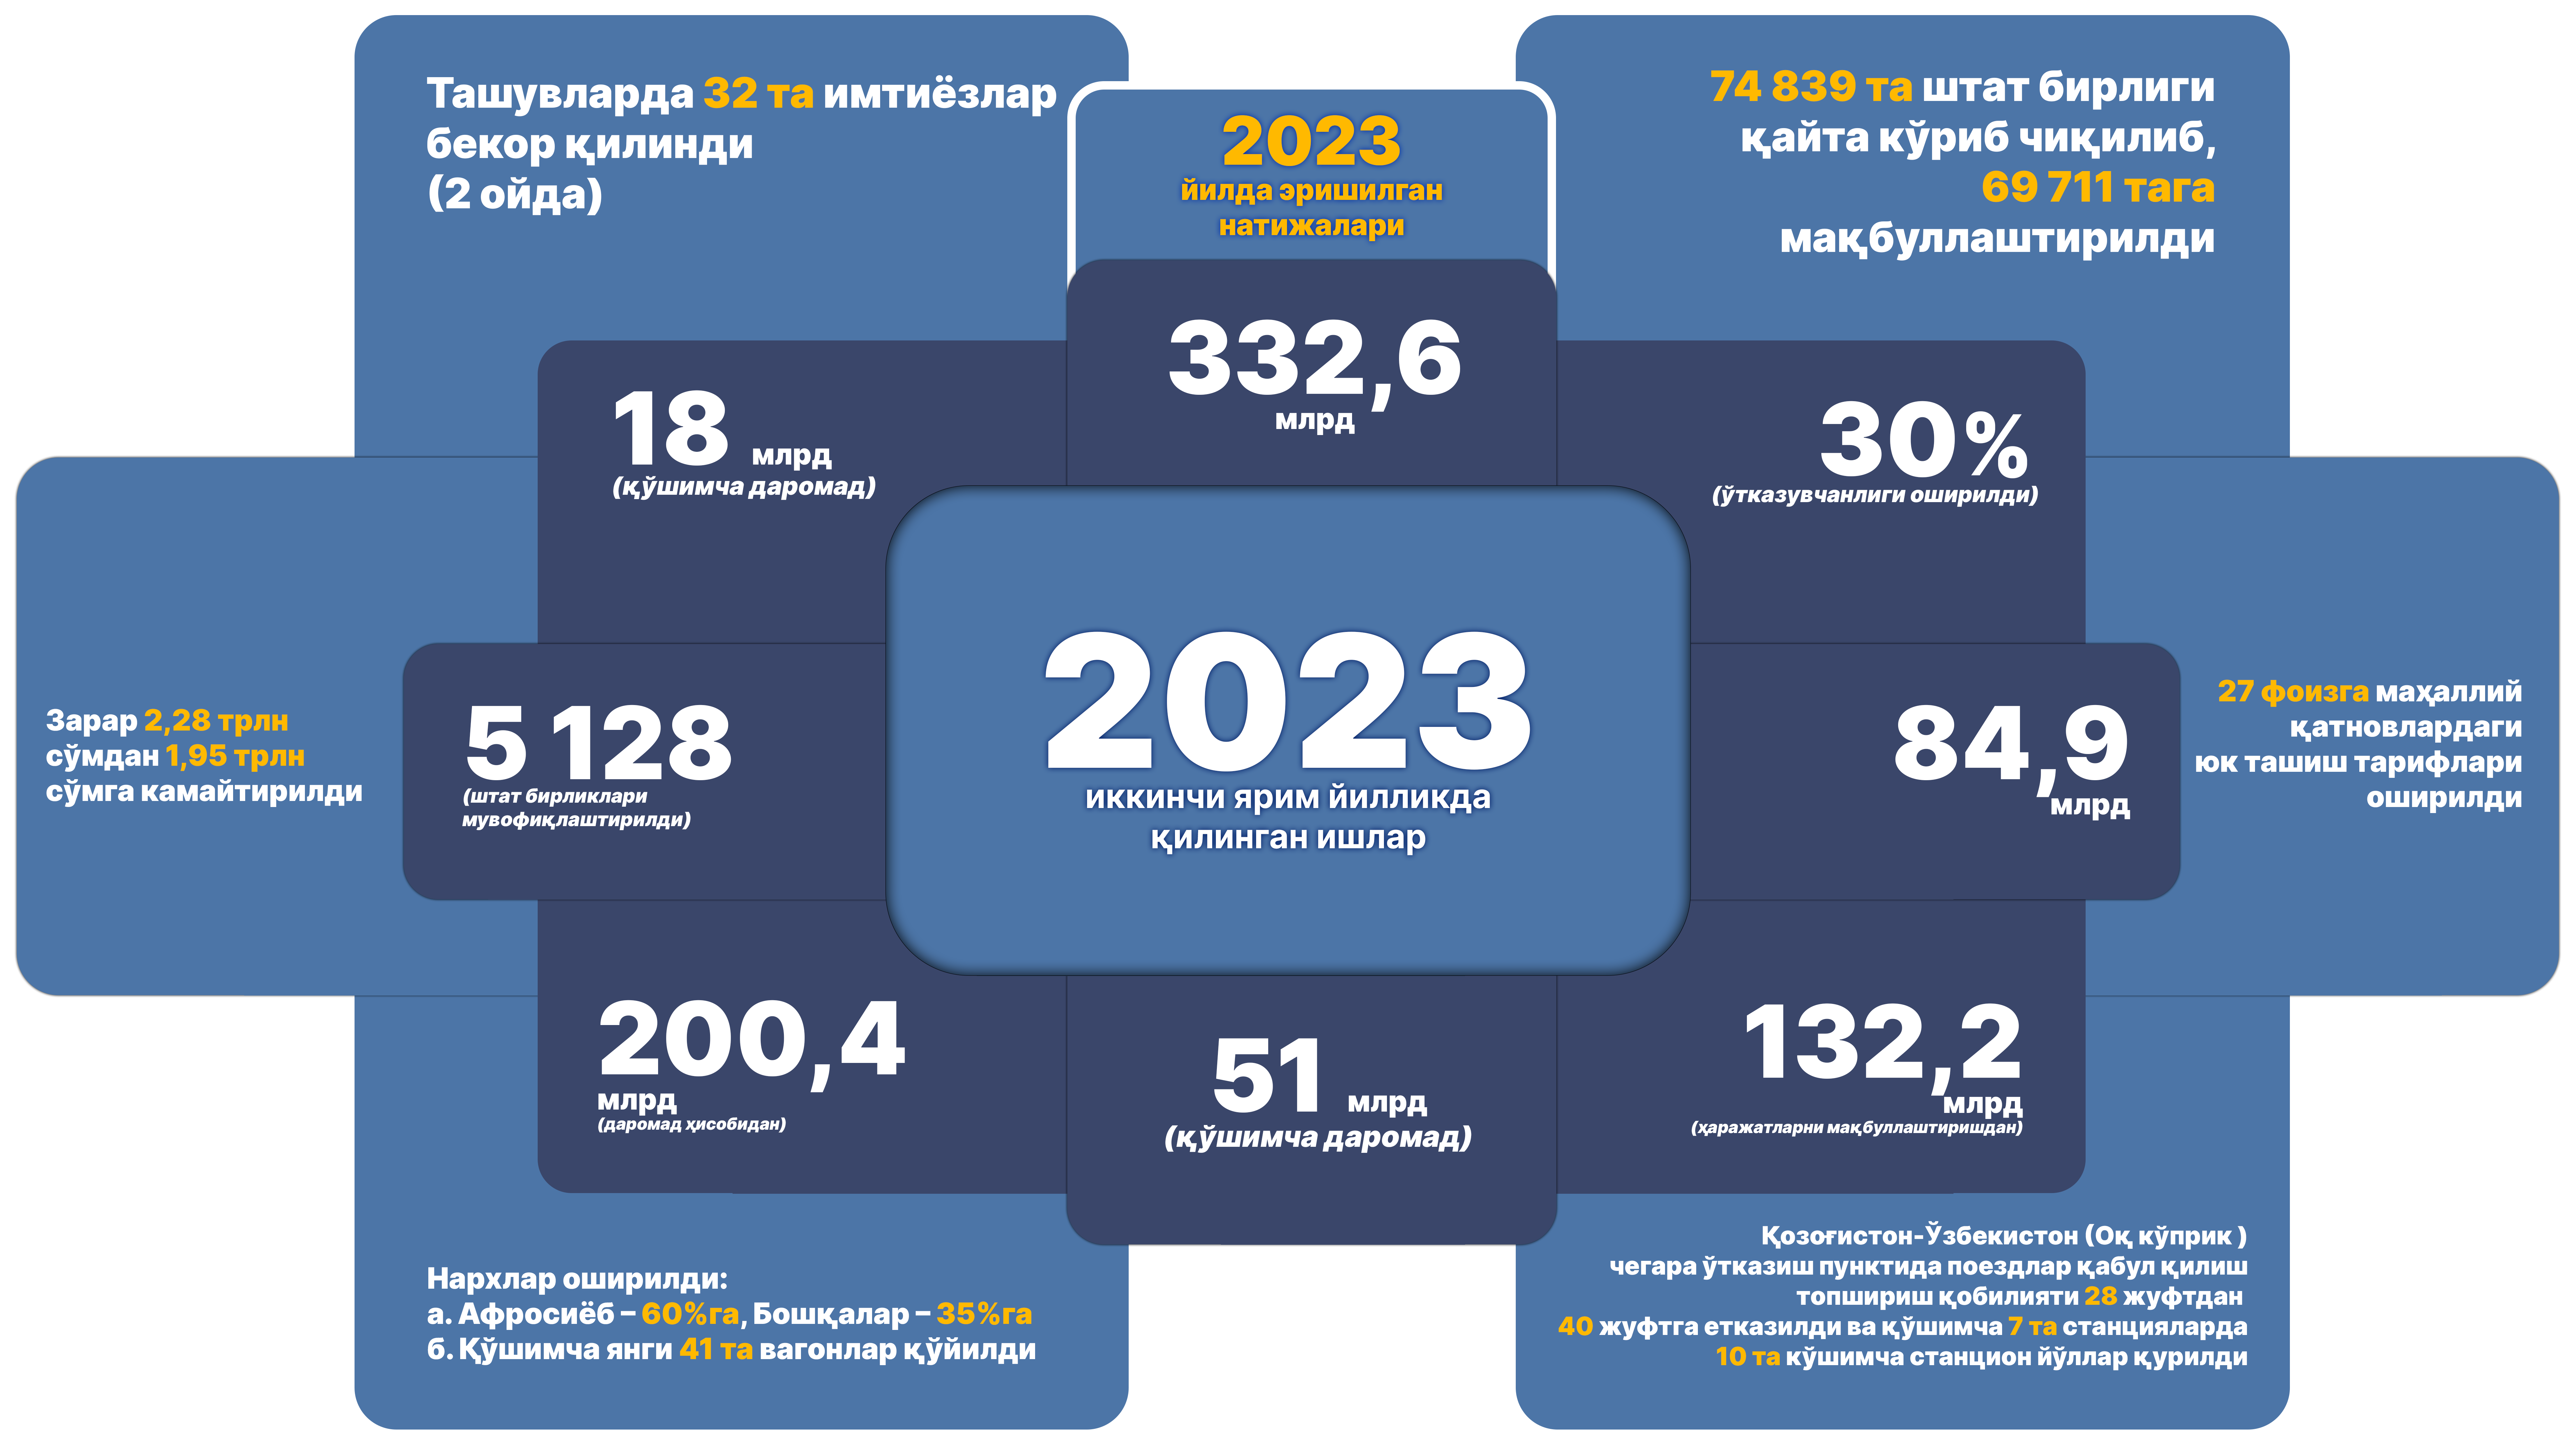 Ташувларда 32 та имтиёзлар
бекор қилинди
(2 ойда)
2023
йилда эришилган
натижалари
74 839 та штат бирлиги
қайта кўриб чиқилиб,
69 711 тага
мақбуллаштирилди
18 млрд
(қўшимча даромад)
332,6
млрд
30%
(ўтказувчанлиги оширилди)
Зарар 2,28 трлн
сўмдан 1,95 трлн
сўмга камайтирилди
5 128
(штат бирликлари
мувофиқлаштирилди)
2023
иккинчи ярим йилликда
қилинган ишлар
84,9
млрд
27 фоизга маҳаллий
қатновлардаги
юк ташиш тарифлари
оширилди
200,4
млрд
(даромад ҳисобидан)
51 млрд
(қўшимча даромад)
132,2
млрд
(ҳаражатларни мақбуллаштиришдан)
Нархлар оширилди:
а. Афросиёб – 60%га, Бошқалар – 35%га
б. Қўшимча янги 41 та вагонлар қўйилди
Қозоғистон-Ўзбекистон (Оқ кўприк )
чегара ўтказиш пунктида поездлар қабул қилиш
топшириш қобилияти 28 жуфтдан
40 жуфтга етказилди ва қўшимча 7 та станцияларда
10 та кўшимча станцион йўллар қурилди